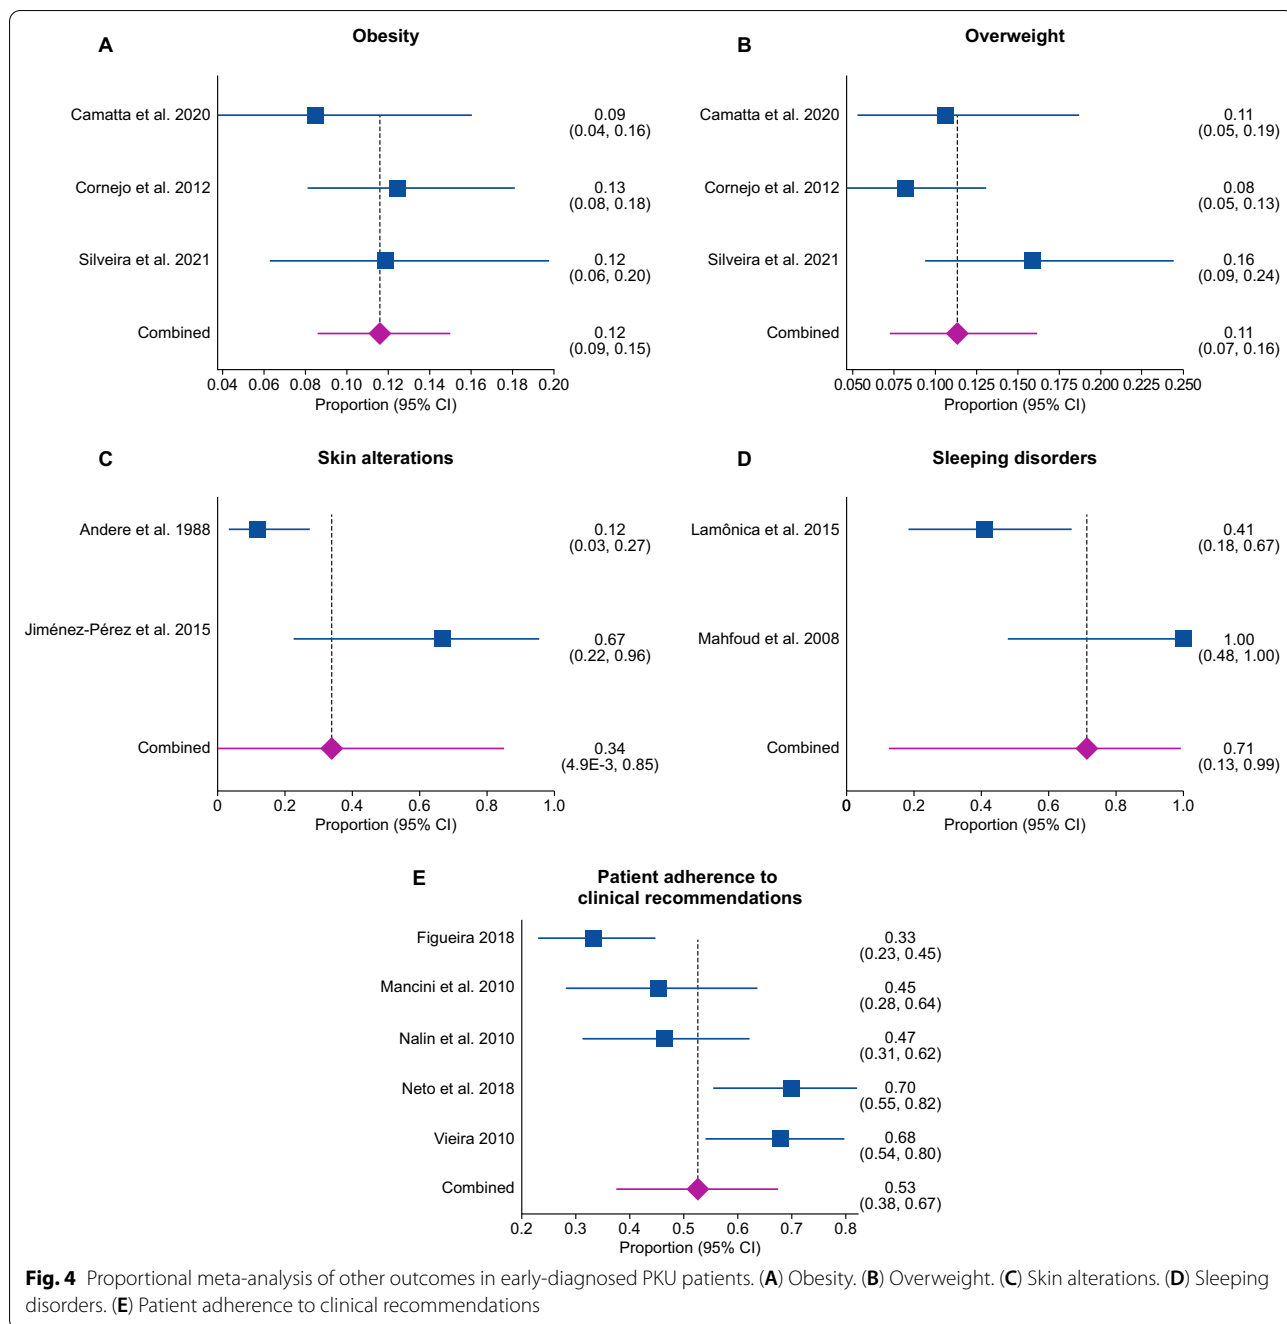 A
Obesity
Camatta et al. 2020
0.09
(0.04, 0.16)
Cornejo et al. 2012
0.13
(0.08, 0.18)
Silveira et al. 2021
0.12
(0.06, 0.20)
Combined
0.12
(0.09, 0.15)
0.04 0.06 0.08 0.10 0.12 0.14 0.16 0.18 0.20
Proportion (95% CI)
B
Overweight
Camatta et al. 2020
0.11
(0.05, 0.19)
Cornejo et al. 2012
0.08
(0.05, 0.13)
Silveira et al. 2021
0.16
(0.09, 0.24)
Combined
0.11
(0.07, 0.16)
0.050 0.075 0.100 0.125 0.150 0.175 0.200 0.225 0.250
Proportion (95% CI)
C
Skin alterations
Andere et al. 1988
0.12
(0.03, 0.27)
Jiménez-Pérez et al. 2015
0.67
(0.22, 0.96)
Combined
0.34
(4.9E-3, 0.85)
0 0.2 0.4 0.6 0.8 1.0
Proportion (95% CI)
D
Sleeping disorders
Lamônica et al. 2015
0.41
(0.18, 0.67)
Mahfoud et al. 2008
1.00
(0.48, 1.00)
Combined
0.71
(0.13, 0.99)
0 0.2 0.4 0.6 0.8 1.0
Proportion (95% CI)
E
Patient adherence to
clinical recommendations
Figueira 2018
0.33
(0.23, 0.45)
Mancini et al. 2010
0.45
(0.28, 0.64)
Nalin et al. 2010
0.47
(0.31, 0.62)
Neto et al. 2018
0.70
(0.55, 0.82)
Vieira 2010
0.68
(0.54, 0.80)
Combined
0.53
(0.38, 0.67)
0.2 0.3 0.4 0.5 0.6 0.7 0.8
Proportion (95% CI)
Fig. 4 Proportional meta-analysis of other outcomes in early-diagnosed PKU patients. (A) Obesity. (B) Overweight. (C) Skin alterations. (D) Sleeping
disorders. (E) Patient adherence to clinical recommendations